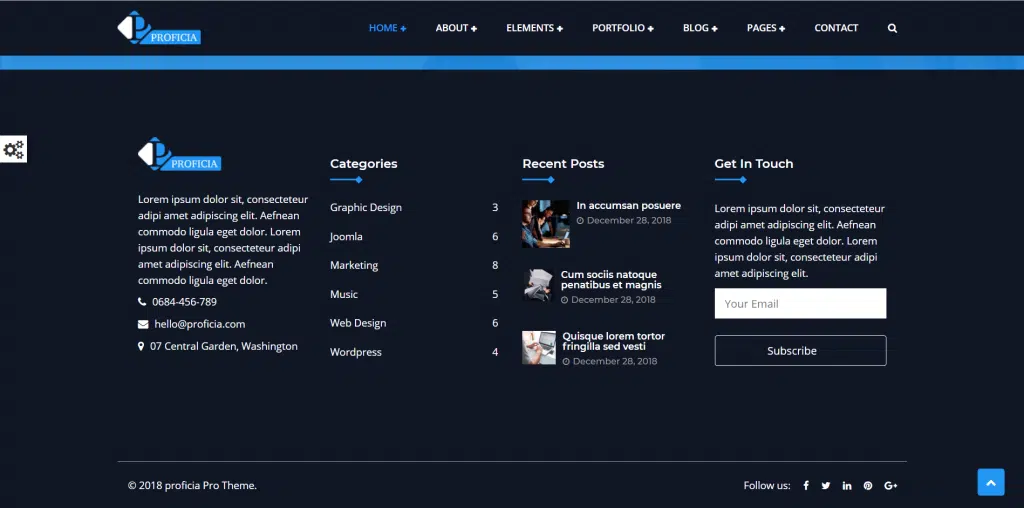 PROFICIA
HOME ABOUT ELEMENTS PORTFOLIO BLOG PAGES CONTACT
PROFICIA
Lorem ipsum dolor sit, consecteteur
adipi amet adipiscing elit. Aefnean
commodo ligula eget dolor. Lorem
ipsum dolor sit, consecteteur adipi
amet adipiscing elit. Aefnean
commodo ligula eget dolor.
0684-456-789
hello@proficia.com
07 Central Garden, Washington
Categories
Graphic Design 3
Joomla 6
Marketing 8
Music 5
Web Design 6
Wordpress 4
Recent Posts
In accumsan posuere
December 28, 2018
Cum sociis natoque
penatibus et magnis
December 28, 2018
Quisque lorem tortor
fringilla sed vesti
December 28, 2018
Get In Touch
Lorem ipsum dolor sit, consecteteur
adipi amet adipiscing elit. Aefnean
commodo ligula eget dolor. Lorem
ipsum dolor sit, consecteteur adipi
amet adipiscing elit.
Your Email
Subscribe
© 2018 proficia Pro Theme.
Follow us: